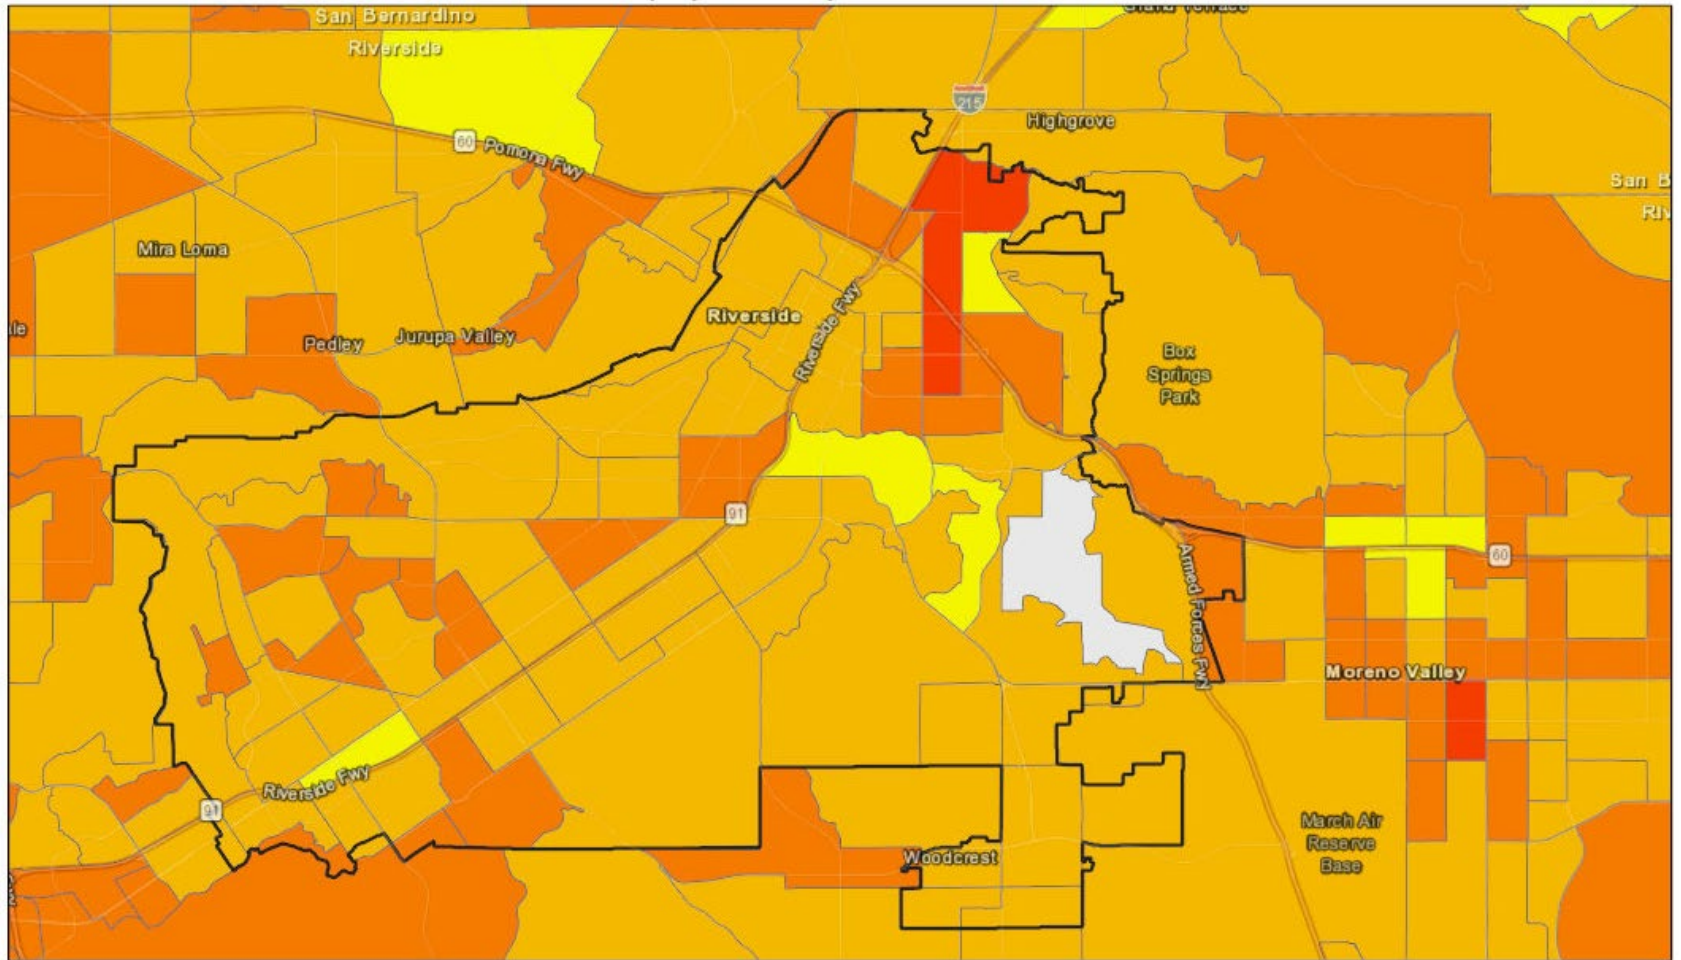 San Bernardino
Riverside
215
Highgrove
60 Pomona Fwy
San B
Riv
Mira Loma
Riverside
Riverside Fwy
Pedley
Jurupa Valley
Box
Springs
Park
91
60
Armed Forces Fwy
Moreno Valley
Riverside Fwy
91
March Air
Reserve
Base
Woodcrest